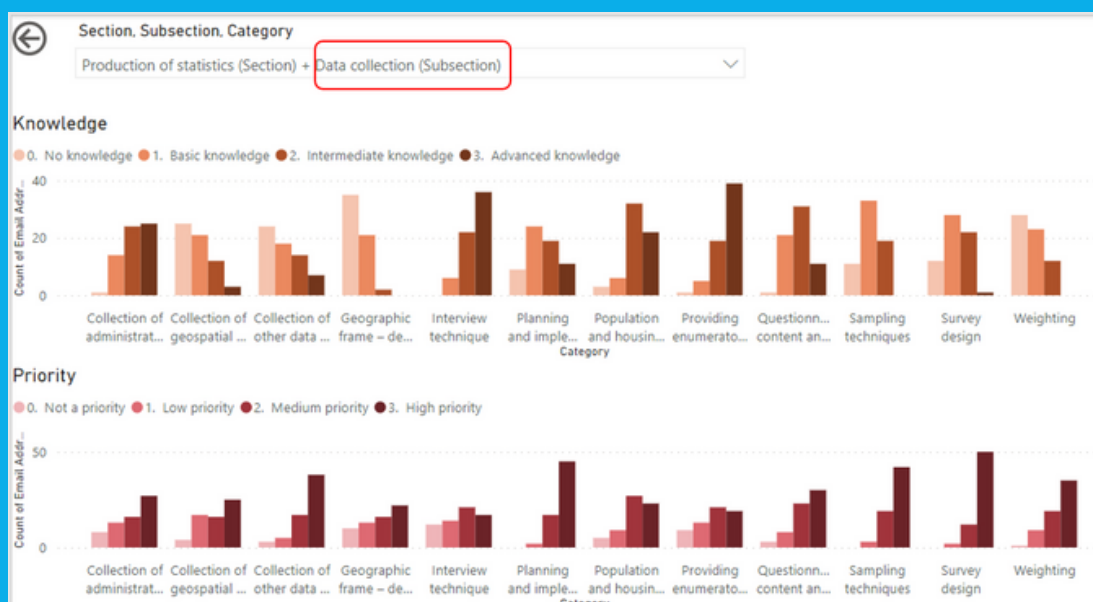 Section, Subsection, Category
Production of statistics (Section) + Data collection (Subsection)
Knowledge
0. No knowledge 1. Basic knowledge 2. Intermediate knowledge 3. Advanced knowledge
Count of Email Addr...
40
20
0
Collection of Collection of Collection of Geographic Interview Planning Population Providing Questionn... Sampling Survey Weighting
administrat... geospatial ... other data ... frame – de... technique and imple... and housin... enumerato... content an... techniques design
Category
Priority
0. Not a priority 1. Low priority 2. Medium priority 3. High priority
Count of Email Addr...
50
0
Collection of Collection of Collection of Geographic Interview Planning Population Providing Questionn... Sampling Survey Weighting
administrat... geospatial ... other data ... frame – de... technique and imple... and housin... enumerato... content an... techniques design
Category